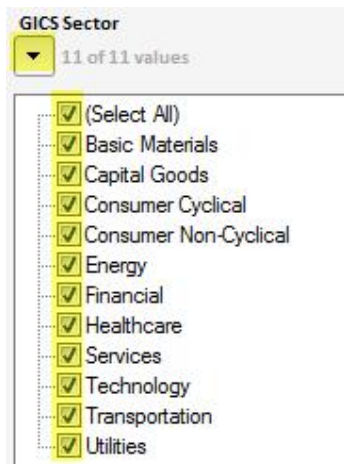 GICS Sector
11 of 11 values
(Select All)
Basic Materials
Capital Goods
Consumer Cyclical
Consumer Non-Cyclical
Energy
Financial
Healthcare
Services
Technology
Transportation
Utilities